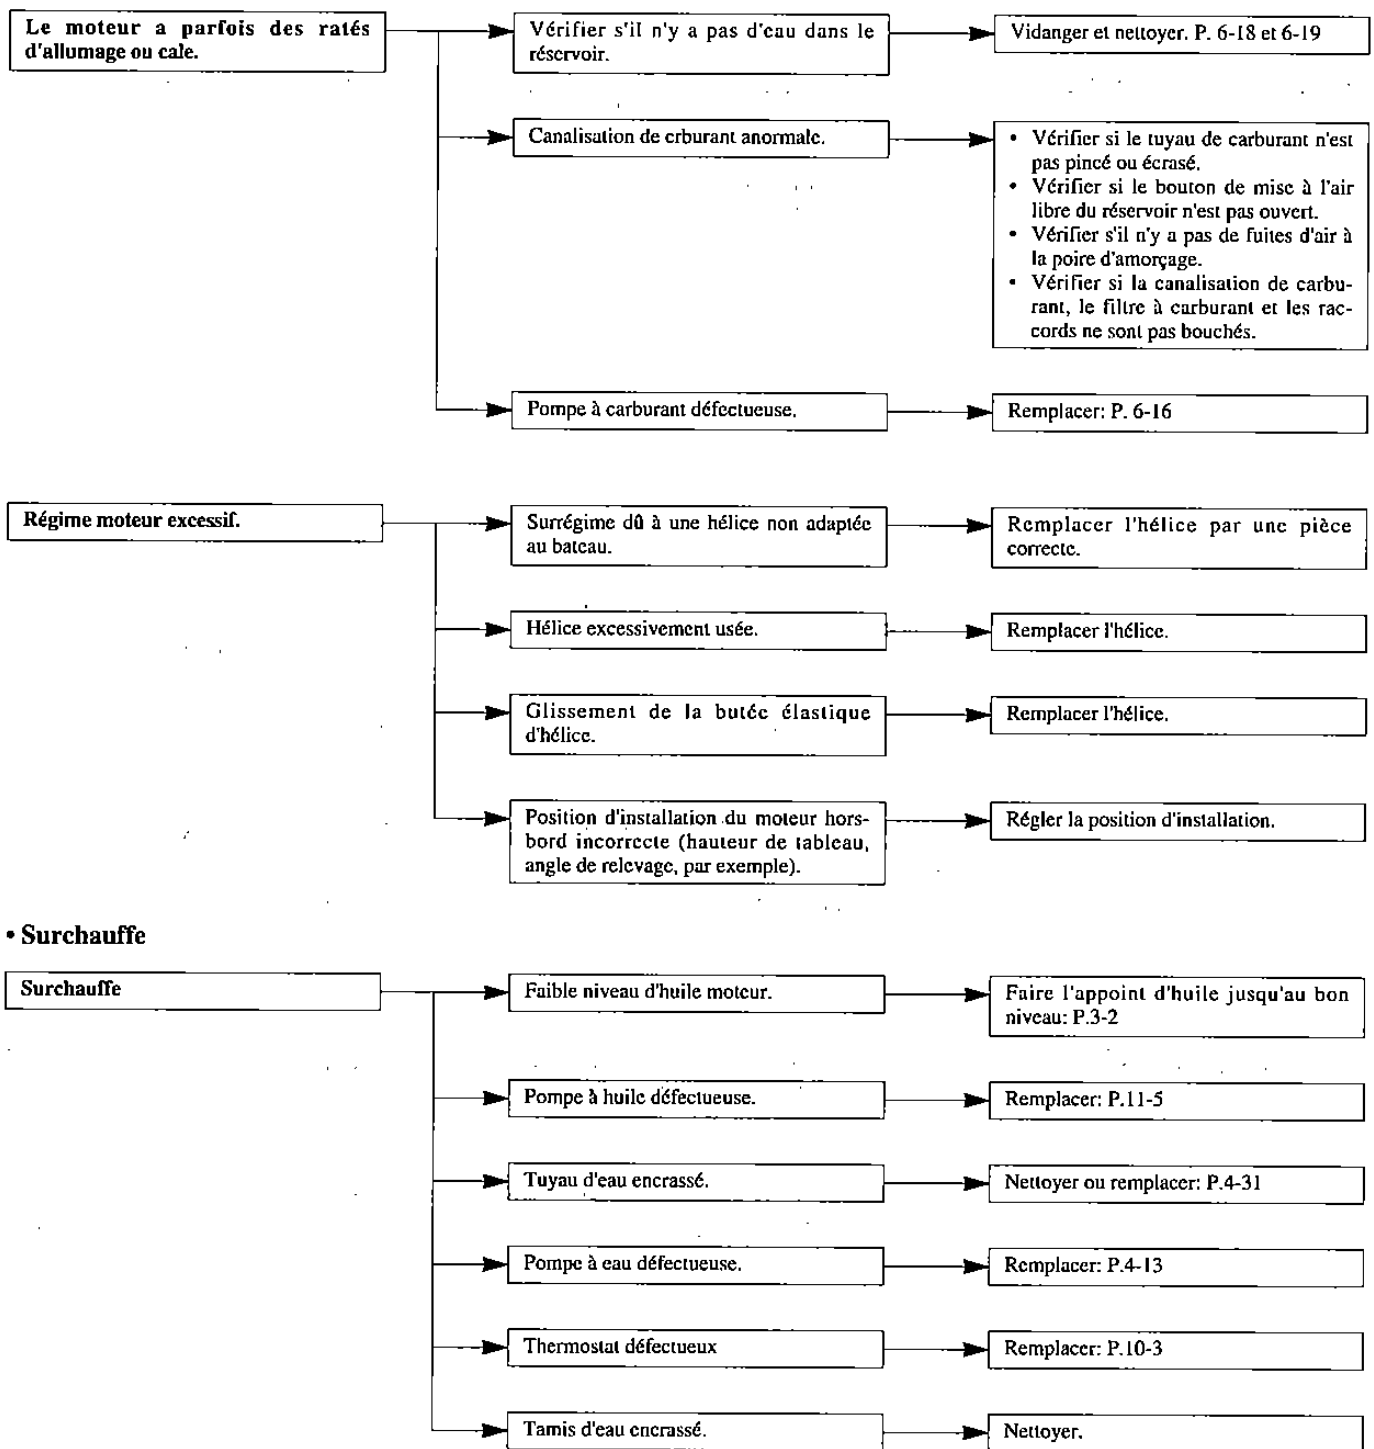 Le moteur a parfois des ratés
d'allumage ou cale.
Vérifier s'il n'y a pas d'eau dans le
réservoir.
Vidanger et nettoyer. P. 6-18 et 6-19
Canalisation de crburant anormale.
• Vérifier si le tuyau de carburant n'est
pas pincé ou écrasé.
• Vérifier si le bouton de mise à l'air
libre du réservoir n'est pas ouvert.
• Vérifier s'il n'y a pas de fuites d'air à
la poire d'amorçage.
• Vérifier si la canalisation de carbu-
rant, le filtre à carburant et les rac-
cords ne sont pas bouchés.
Pompe à carburant défectueuse.
Remplacer: P. 6-16
Régime moteur excessif.
Surrégime dû à une hélice non adaptée
au bateau.
Remplacer l'hélice par une pièce
correcte.
Hélice excessivement usée.
Remplacer l'hélice.
Glissement de la butée élastique
d'hélice.
Remplacer l'hélice.
Position d'installation du moteur hors-
bord incorrecte (hauteur de tableau,
angle de relevage, par exemple).
Régler la position d'installation.
• Surchauffe
Surchauffe
Faible niveau d'huile moteur.
Faire l'appoint d'huile jusqu'au bon
niveau: P.3-2
Pompe à huile défectueuse.
Remplacer: P.11-5
Tuyau d'eau encrassé.
Nettoyer ou remplacer: P.4-31
Pompe à eau défectueuse.
Remplacer: P.4-13
Thermostat défectueux
Remplacer: P.10-3
Tamis d'eau encrassé.
Nettoyer.